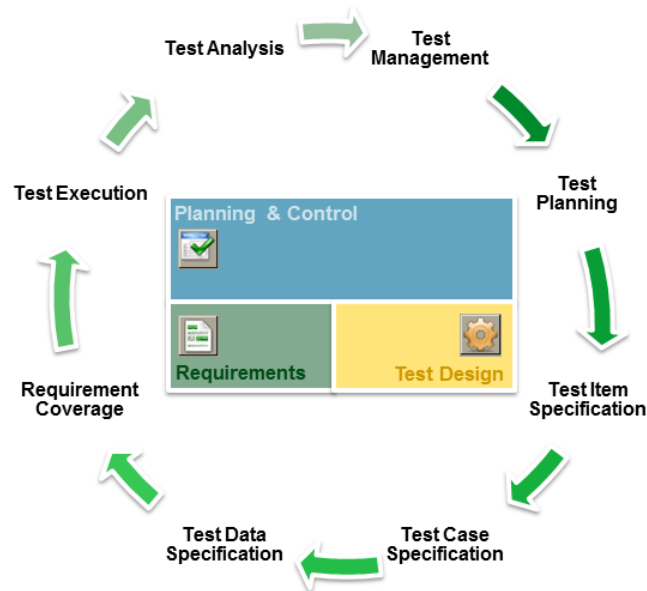 Test Analysis
Test
Management
Test
Planning
Test Item
Specification
Test Case
Specification
Test Data
Specification
Requirement
Coverage
Test Execution
Planning & Control
Requirements
Test Design